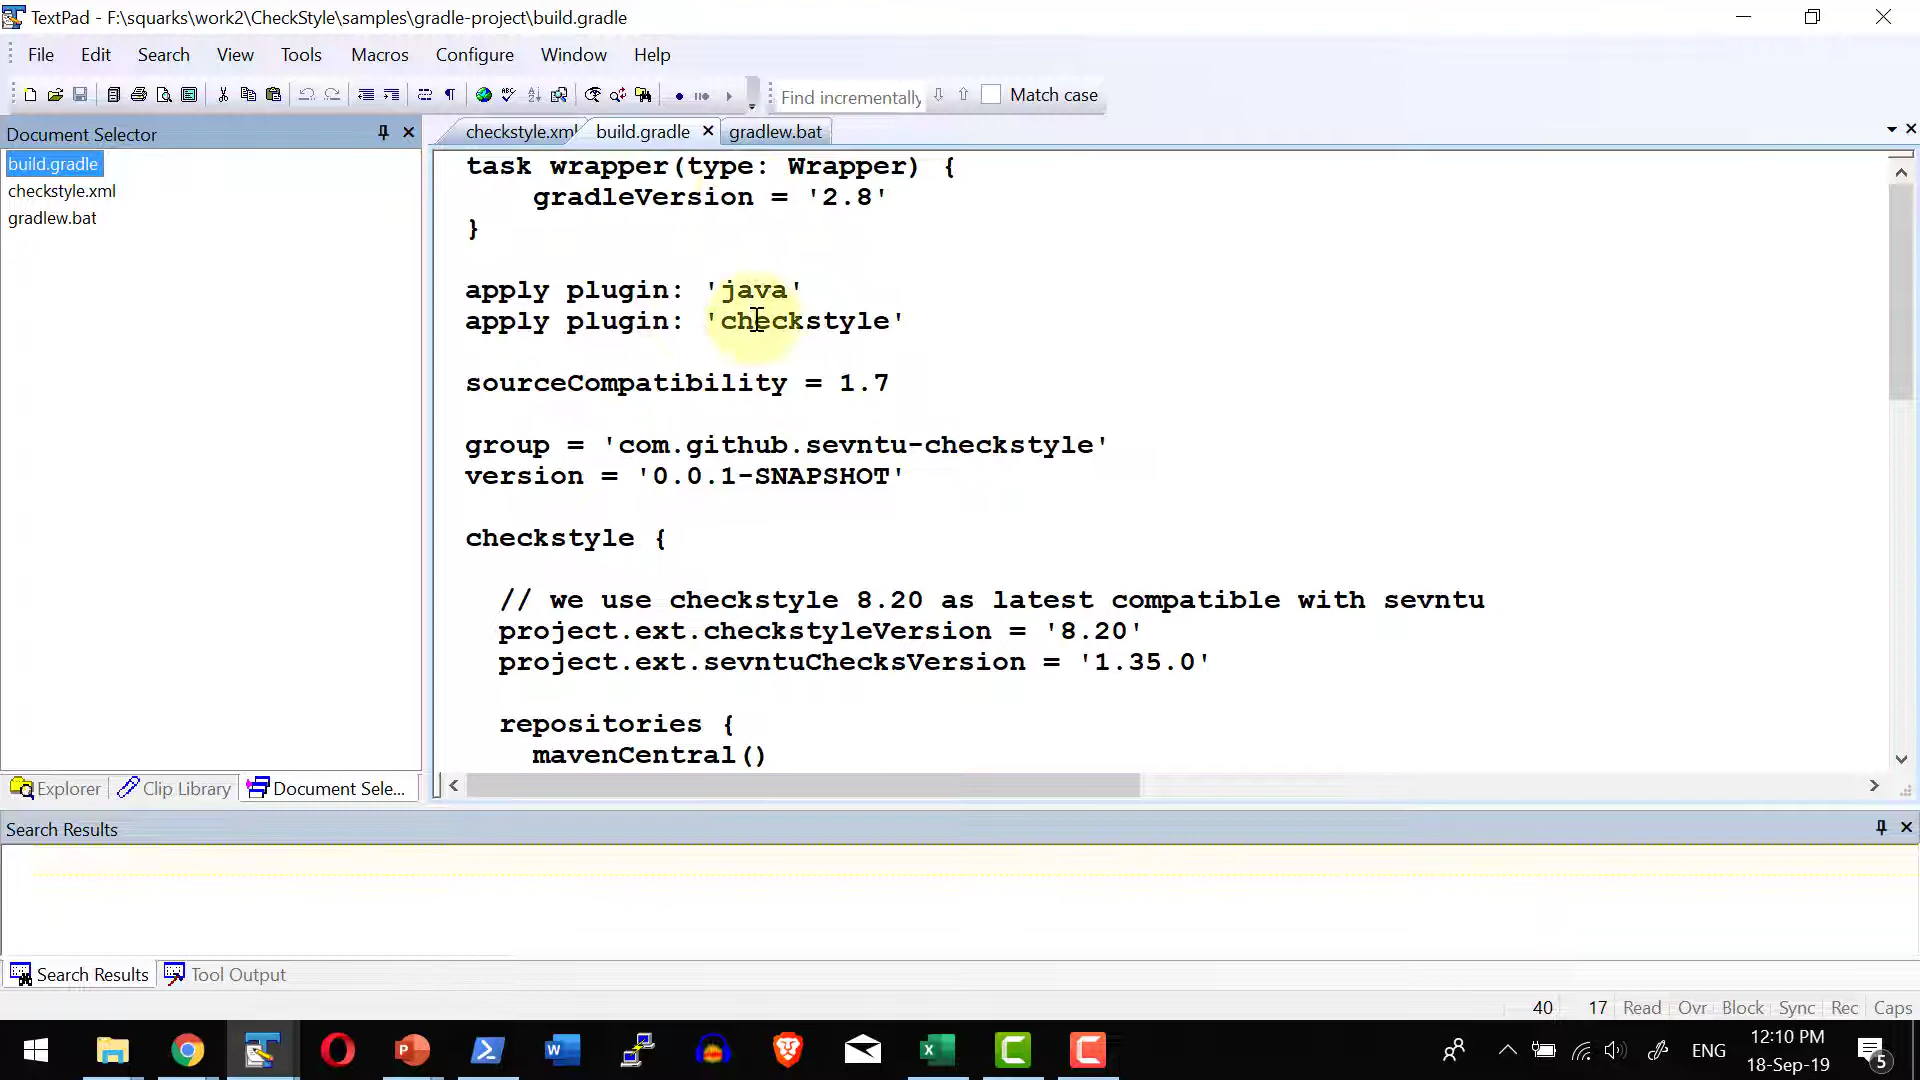 TextPad - F:\squarks\work2\CheckStyle\samples\gradle-project\build.gradle
File Edit Search View Tools Macros Configure Window Help
Find incrementally Match case
Document Selector
build.gradle
checkstyle.xml
gradlew.bat
checkstyle.xml build.gradle gradlew.bat
task wrapper(type: Wrapper) {
    gradleVersion = '2.8'
}
apply plugin: 'java'
apply plugin: 'checkstyle'
sourceCompatibility = 1.7
group = 'com.github.sevntu-checkstyle'
version = '0.0.1-SNAPSHOT'
checkstyle {
  // we use checkstyle 8.20 as latest compatible with sevntu
  project.ext.checkstyleVersion = '8.20'
  project.ext.sevntuChecksVersion = '1.35.0'
  repositories {
    mavenCentral()
Explorer Clip Library Document Sele...
Search Results
Search Results Tool Output
40 17 Read Ovr Block Sync Rec Caps
ENG 12:10 PM
18-Sep-19 5